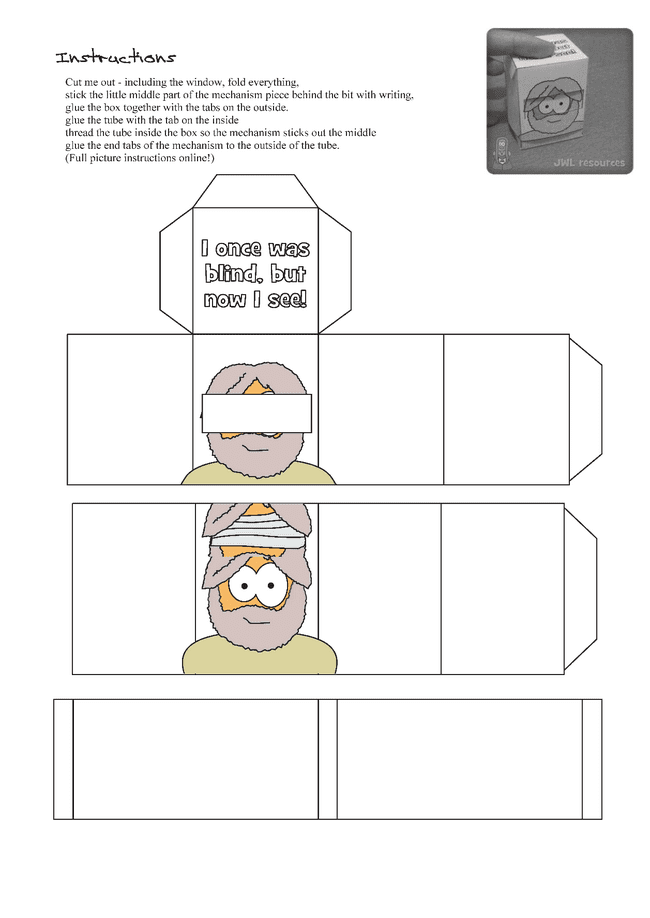 Instructions
Cut me out - including the window, fold everything,
stick the little middle part of the mechanism piece behind the bit with writing,
glue the box together with the tabs on the outside.
glue the tube with the tab on the inside
thread the tube inside the box so the mechanism sticks out the middle
glue the end tabs of the mechanism to the outside of the tube.
(Full picture instructions online!)
JWL resources
I once was
blind, but
now I see!